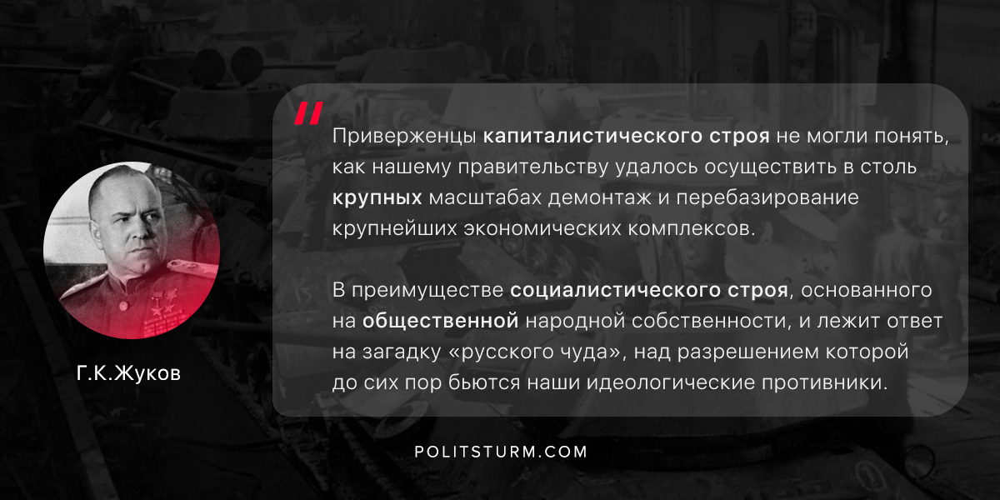 Приверженцы капиталистического строя не могли понять,
как нашему правительству удалось осуществить в столь
крупных масштабах демонтаж и перебазирование
крупнейших экономических комплексов.
В преимуществе социалистического строя, основанного
на общественной народной собственности, и лежит ответ
на загадку «русского чуда», над разрешением которой
до сих пор бьются наши идеологические противники.
Г.К.Жуков
POLITSTURM.COM